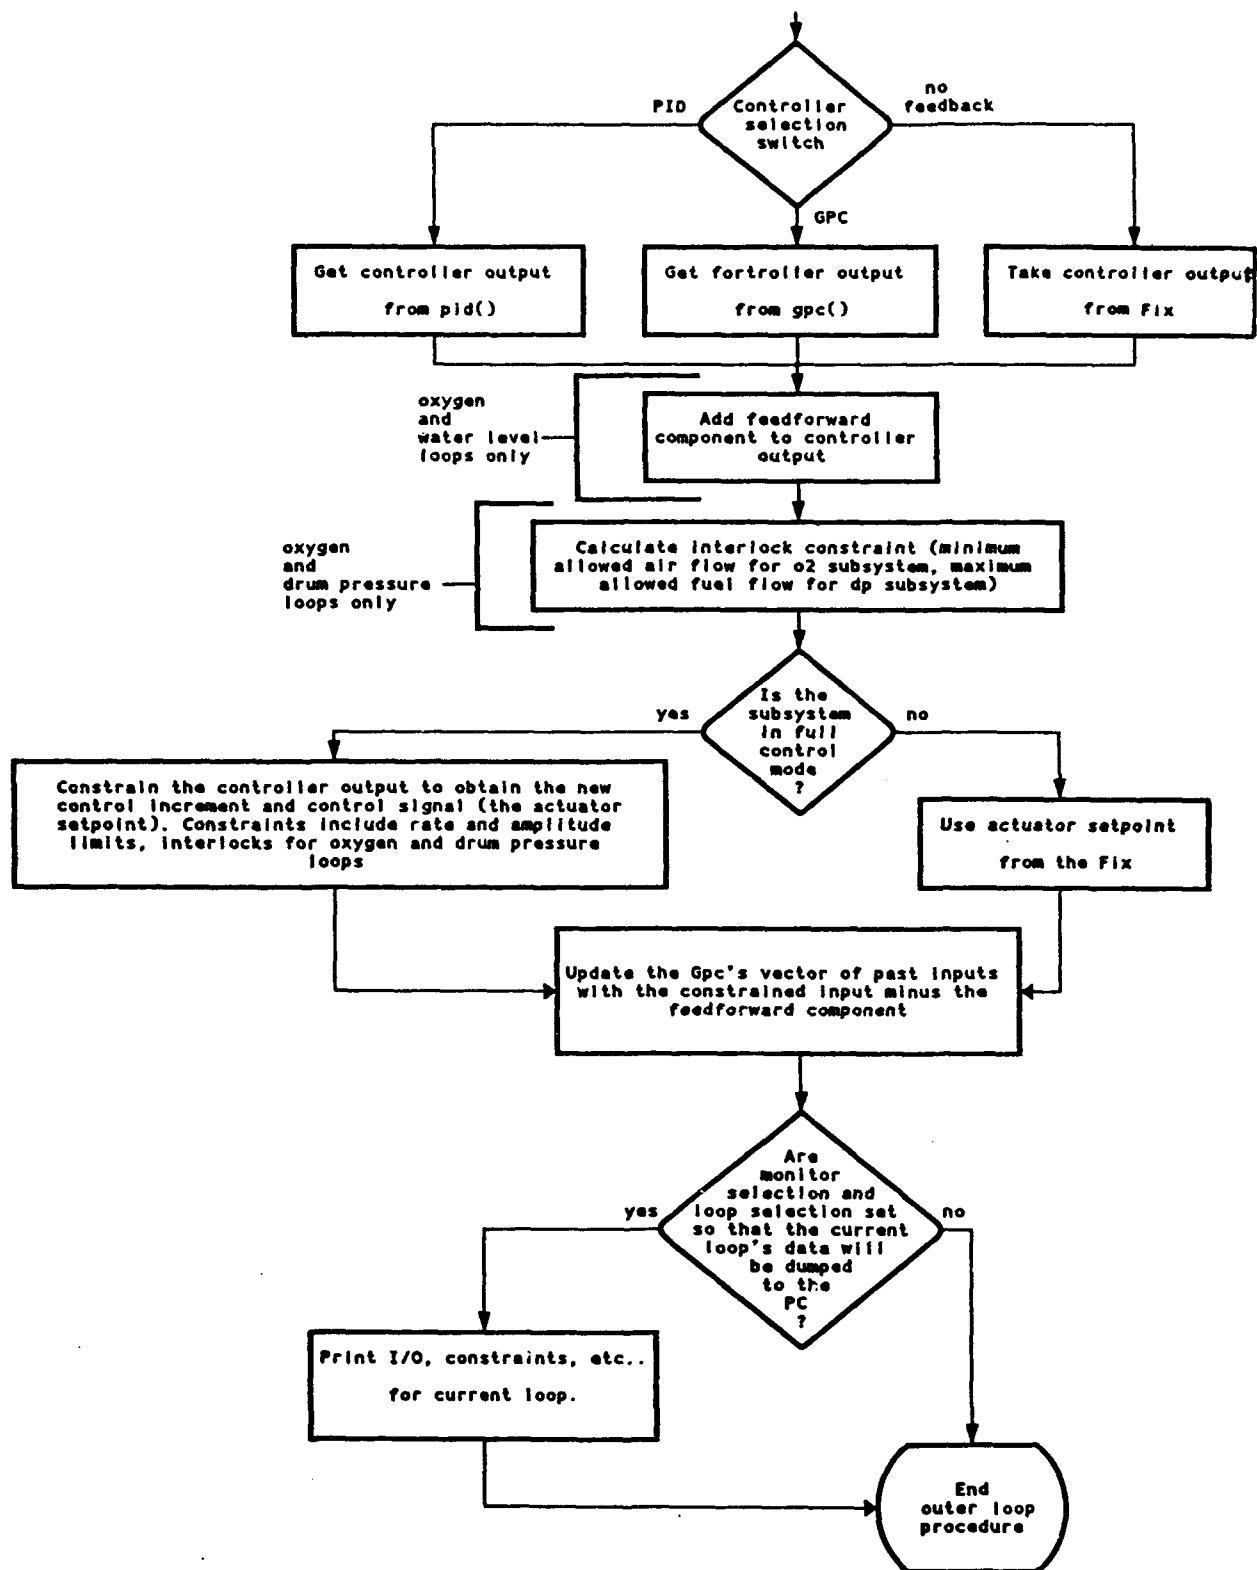 PID
Controller
selection
switch
no
feedback
GPC
Get controller output
from pid()
Get fortroller output
from gpc()
Take controller output
from Fix
oxygen
and
water level
loops only
Add feedforward
component to controller
output
oxygen
and
drum pressure
loops only
Calculate interlock constraint (minimum
allowed air flow for o2 subsystem, maximum
allowed fuel flow for dp subsystem)
yes
Is the
subsystem
in full
control
mode
?
no
Constrain the controller output to obtain the new
control increment and control signal (the actuator
setpoint). Constraints include rate and amplitude
limits, interlocks for oxygen and drum pressure
loops
Use actuator setpoint
from the Fix
Update the Gpc's vector of past inputs
with the constrained input minus the
feedforward component
yes
Are
monitor
selection and
loop selection set
so that the current
loop's data will
be dumped
to the
PC
?
no
Print I/O, constraints, etc..
for current loop.
End
outer loop
procedure